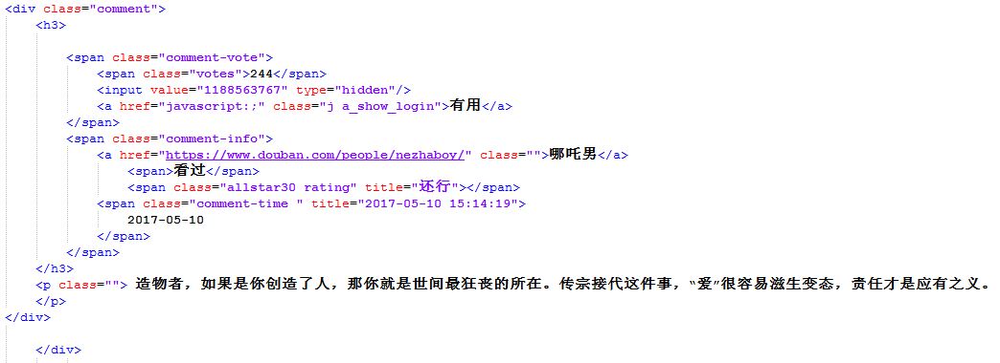 <div class="comment">
<h3>
<span class="comment-vote">
<span class="votes">244</span>
<input value="1188563767" type="hidden"/>
<a href="javascript:;" class="j a_show_login">有用</a>
</span>
<span class="comment-info">
<a href="https://www.douban.com/people/nezhaboy/" class="">哪吒男</a>
<span>看过</span>
<span class="allstar30 rating" title="还行"></span>
<span class="comment-time " title="2017-05-10 15:14:19">
2017-05-10
</span>
</span>
</h3>
<p class=""> 造物者，如果是你创造了人，那你就是世间最狂丧的所在。传宗接代这件事，“爱”很容易滋生变态，责任才是应有之义。
</p>
</div>
</div>